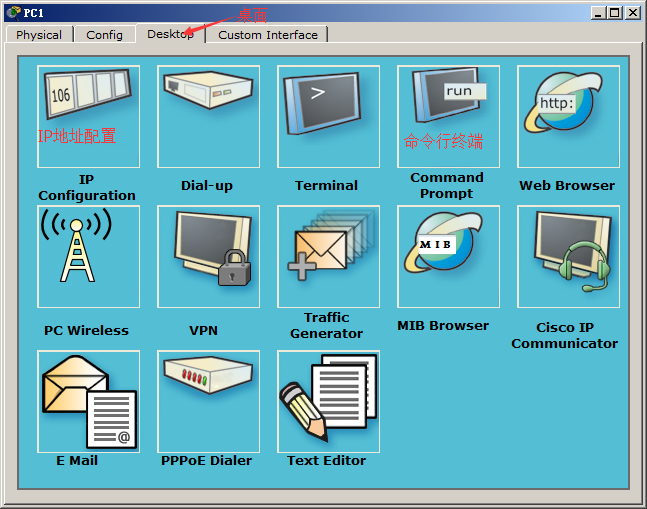 PC1
桌面
Physical
Config
Desktop
Custom Interface
106
>
run
http:
IP地址配置
命令行终端
IP
Configuration
Dial-up
Terminal
Command
Prompt
Web Browser
MIB
PC Wireless
VPN
Traffic
Generator
MIB Browser
Cisco IP
Communicator
@
E Mail
PPPoE Dialer
Text Editor